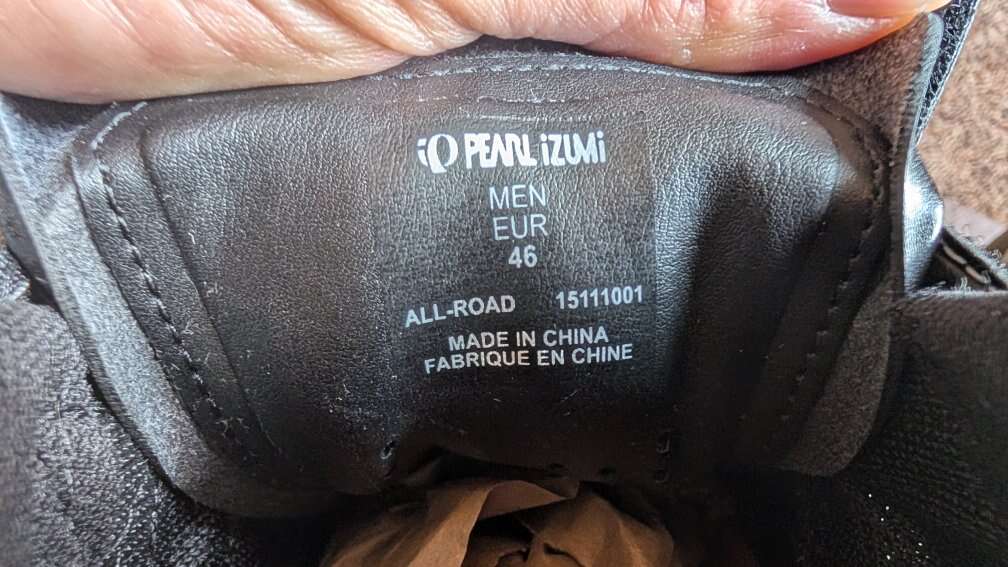 PEARL iZUMi
MEN
EUR
46
ALL-ROAD 15111001
MADE IN CHINA
FABRIQUE EN CHINE